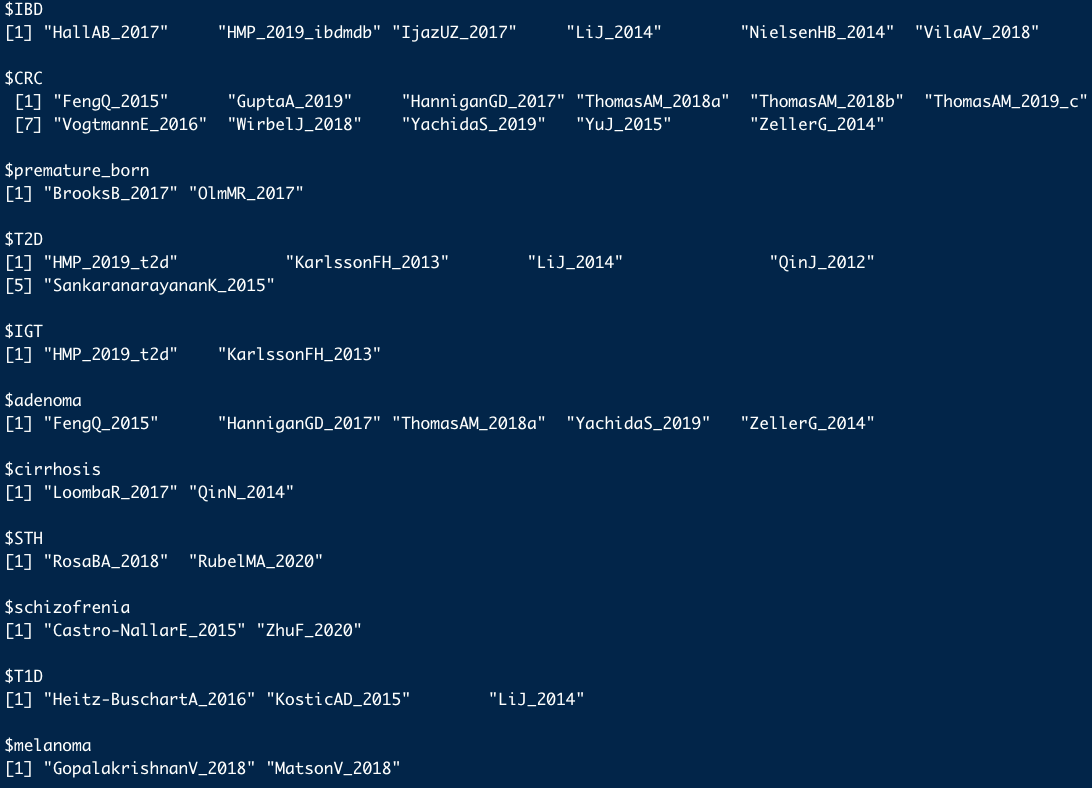 $IBD
[1] "HallAB_2017"     "HMP_2019_ibdmdb" "IjazUZ_2017"     "LiJ_2014"        "NielsenHB_2014"  "VilaAV_2018"

$CRC
 [1] "FengQ_2015"      "GuptaA_2019"     "HanniganGD_2017" "ThomasAM_2018a"  "ThomasAM_2018b"  "ThomasAM_2019_c"
 [7] "VogtmannE_2016"  "WirbelJ_2018"    "YachidaS_2019"   "YuJ_2015"        "ZellerG_2014"

$premature_born
[1] "BrooksB_2017" "OlmMR_2017"

$T2D
[1] "HMP_2019_t2d"           "KarlssonFH_2013"        "LiJ_2014"               "QinJ_2012"
[5] "SankaranarayananK_2015"

$IGT
[1] "HMP_2019_t2d"    "KarlssonFH_2013"

$adenoma
[1] "FengQ_2015"      "HanniganGD_2017" "ThomasAM_2018a"  "YachidaS_2019"   "ZellerG_2014"

$cirrhosis
[1] "LoombaR_2017" "QinN_2014"

$STH
[1] "RosaBA_2018"  "RubelMA_2020"

$schizofrenia
[1] "Castro-NallarE_2015" "ZhuF_2020"

$T1D
[1] "Heitz-BuschartA_2016" "KosticAD_2015"        "LiJ_2014"

$melanoma
[1] "GopalakrishnanV_2018" "MatsonV_2018"